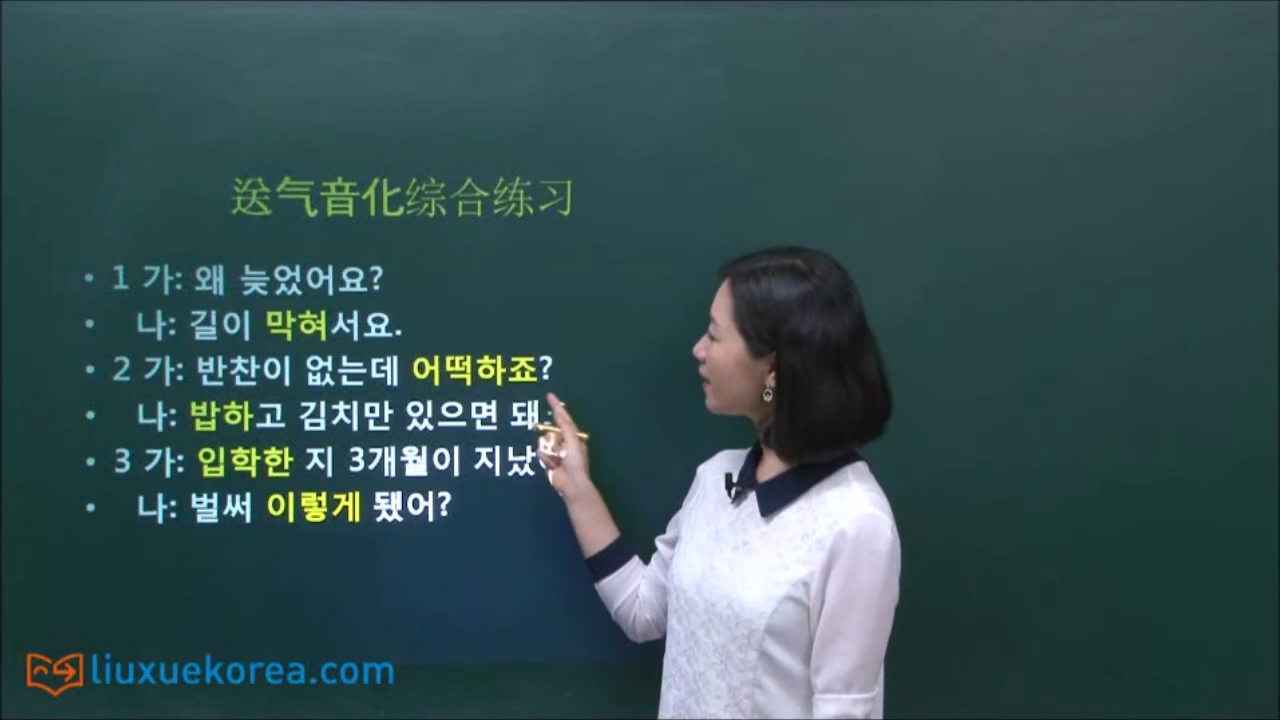 送气音化综合练习
• 1 가: 왜 늦었어요?
• 나: 길이 막혀서요.
• 2 가: 반찬이 없는데 어떡하죠?
• 나: 밥하고 김치만 있으면 돼
• 3 가: 입학한 지 3개월이 지났
• 나: 벌써 이렇게 됐어?
liuxuekorea.com